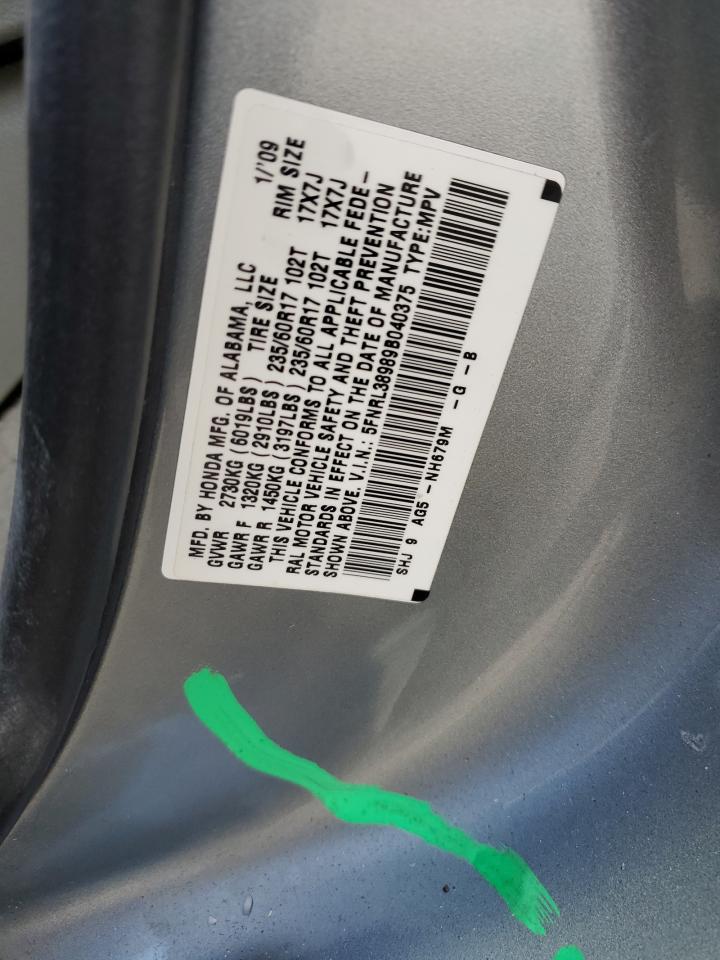 MFD. BY HONDA MFG. OF ALABAMA, LLC 1/'09
GVWR 2730KG (6019LBS) TIRE SIZE RIM SIZE
GAWR F 1320KG (2910LBS) 235/60R17 102T 17X7J
GAWR R 1450KG (3197LBS) 235/60R17 102T 17X7J
THIS VEHICLE CONFORMS TO ALL APPLICABLE FEDE-
RAL MOTOR VEHICLE SAFETY AND THEFT PREVENTION
STANDARDS IN EFFECT ON THE DATE OF MANUFACTURE
SHOWN ABOVE. V.I.N.: 5FNRL38989B040375 TYPE:MPV
SHJ 9 AG5 -NH679M -G -B